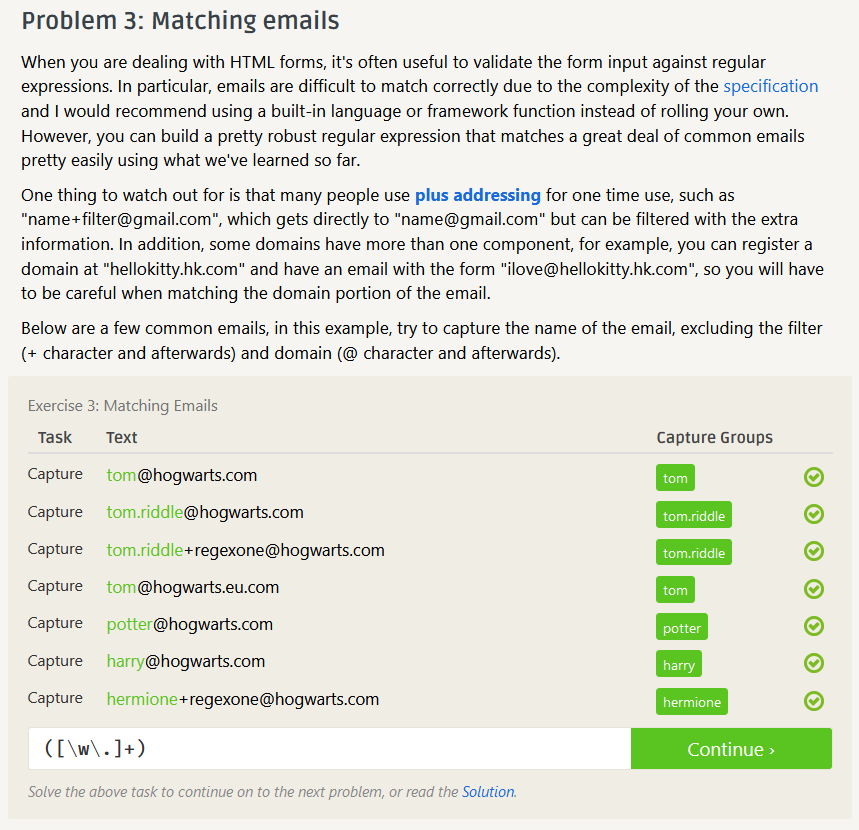 Problem 3: Matching emails
When you are dealing with HTML forms, it's often useful to validate the form input against regular
expressions. In particular, emails are difficult to match correctly due to the complexity of the specification
and I would recommend using a built-in language or framework function instead of rolling your own.
However, you can build a pretty robust regular expression that matches a great deal of common emails
pretty easily using what we've learned so far.
One thing to watch out for is that many people use plus addressing for one time use, such as
"name+filter@gmail.com", which gets directly to "name@gmail.com" but can be filtered with the extra
information. In addition, some domains have more than one component, for example, you can register a
domain at "hellokitty.hk.com" and have an email with the form "ilove@hellokitty.hk.com", so you will have
to be careful when matching the domain portion of the email.
Below are a few common emails, in this example, try to capture the name of the email, excluding the filter
(+ character and afterwards) and domain (@ character and afterwards).
Exercise 3: Matching Emails
Task Text Capture Groups
Capture tom@hogwarts.com tom
Capture tom.riddle@hogwarts.com tom.riddle
Capture tom.riddle+regexone@hogwarts.com tom.riddle
Capture tom@hogwarts.eu.com tom
Capture potter@hogwarts.com potter
Capture harry@hogwarts.com harry
Capture hermione+regexone@hogwarts.com hermione
([\w\.]+) Continue ›
Solve the above task to continue on to the next problem, or read the Solution.